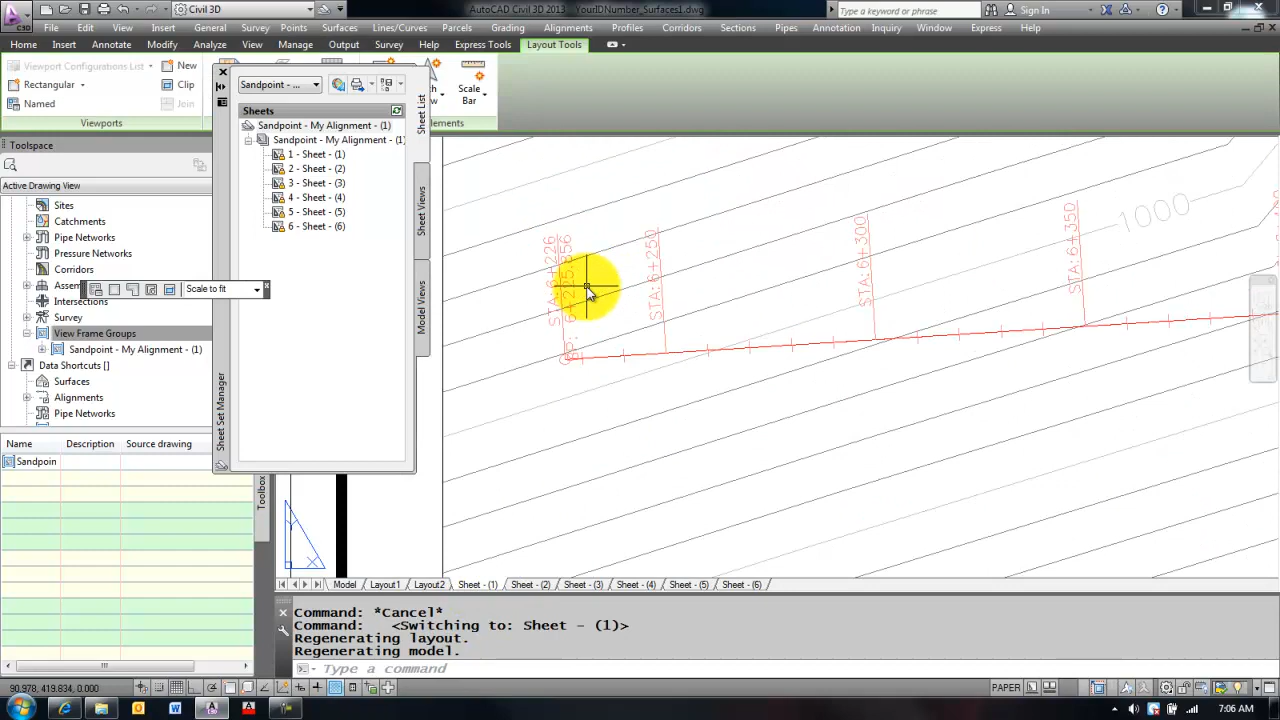 Civil 3D
AutoCAD Civil 3D 2013 - YourIDNumber_Surfaces1.dwg
Type a keyword or phrase
Sign In
C3D
File Edit View Insert General Survey Points Surfaces Lines/Curves Parcels Grading Alignments Profiles Corridors Sections Pipes Annotation Inquiry Window Express Help
Home Insert Annotate Modify Analyze View Manage Output Survey Help Express Tools Layout Tools
Viewport Configurations List New
Rectangular Clip
Named Join
Viewports
Scale Bar
Toolspace
Active Drawing View
Sites
Catchments
Pipe Networks
Pressure Networks
Corridors
Intersections
Survey
View Frame Groups
Sandpoint - My Alignment - (1)
Data Shortcuts []
Surfaces
Alignments
Pipe Networks
Name Description Source drawing
Sandpoin
Toolbox
Scale to fit
Sandpoint - ...
Sheets
Sandpoint - My Alignment - (1)
Sandpoint - My Alignment - (1)
1 - Sheet - (1)
2 - Sheet - (2)
3 - Sheet - (3)
4 - Sheet - (4)
5 - Sheet - (5)
6 - Sheet - (6)
Sheet List
Sheet Views
Model Views
Sheet Set Manager
STA: 6+226
STA: 6+250
STA: 6+300
STA: 6+350
1000
Model Layout1 Layout2 Sheet - (1) Sheet - (2) Sheet - (3) Sheet - (4) Sheet - (5) Sheet - (6)
Command: *Cancel*
Command: <Switching to: Sheet - (1)>
Regenerating layout.
Regenerating model.
Type a command
90.978, 419.834, 0.000
PAPER
7:06 AM